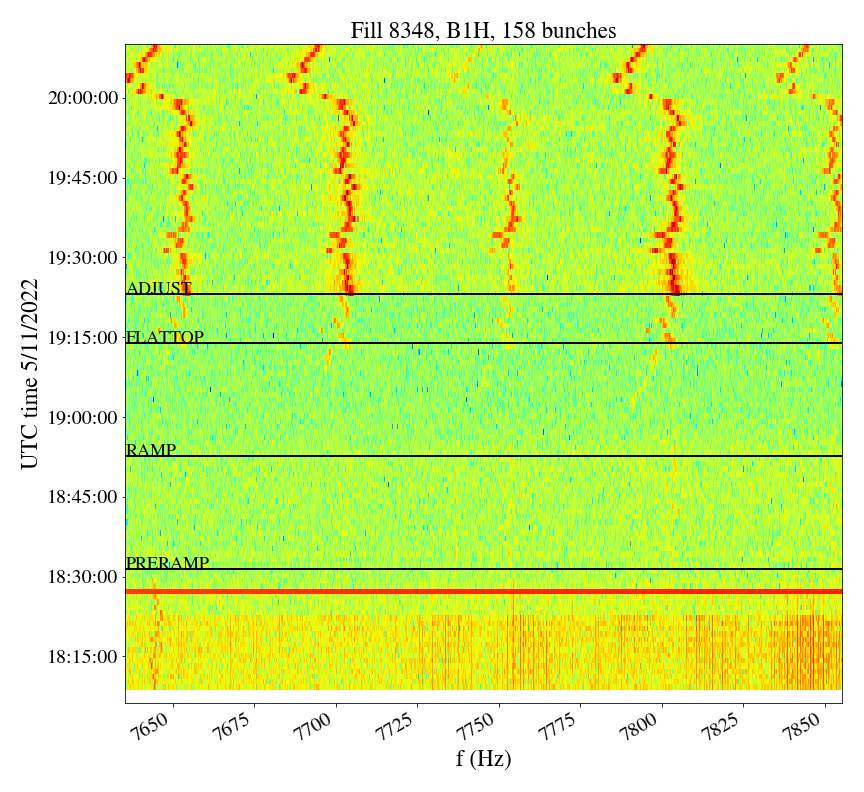 Fill 8348, B1H, 158 bunches
20:00:00
19:45:00
19:30:00
ADJUST
19:15:00
FLATTOP
19:00:00
RAMP
18:45:00
PRERAMP
18:30:00
18:15:00
UTC time 5/11/2022
7650 7675 7700 7725 7750 7775 7800 7825 7850
f (Hz)